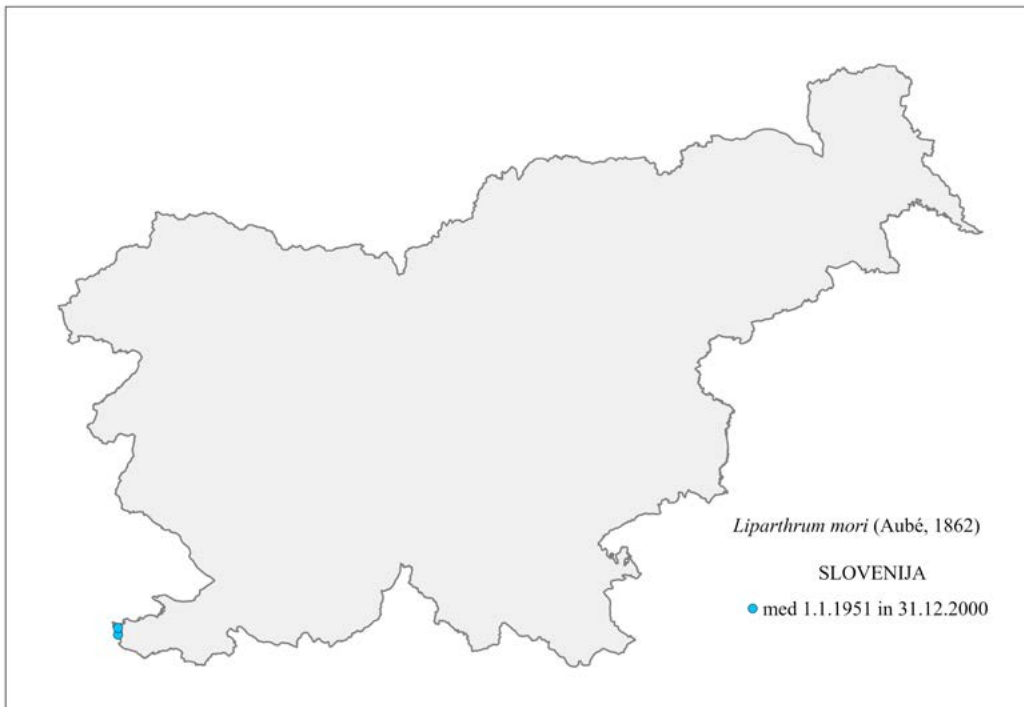 Liparthrum mori (Aubé, 1862)
SLOVENIJA
med 1.1.1951 in 31.12.2000